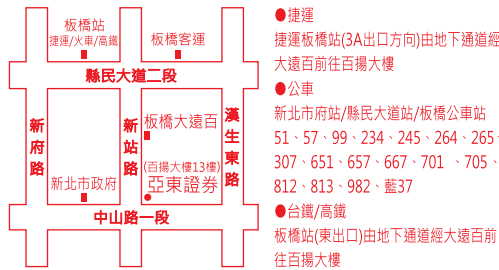 板橋站
捷運/火車/高鐵
板橋客運
縣民大道二段
新府路
新站路
漢生東路
板橋大遠百
(百揚大樓13樓)
亞東證券
新北市政府
中山路一段
●捷運
捷運板橋站(3A出口方向)由地下通道經
大遠百前往百揚大樓
●公車
新北市府站/縣民大道站/板橋公車站
51、57、99、234、245、264、265、
307、651、657、667、701 、705、
812、813、982、藍37
●台鐵/高鐵
板橋站(東出口)由地下通道經大遠百前
往百揚大樓